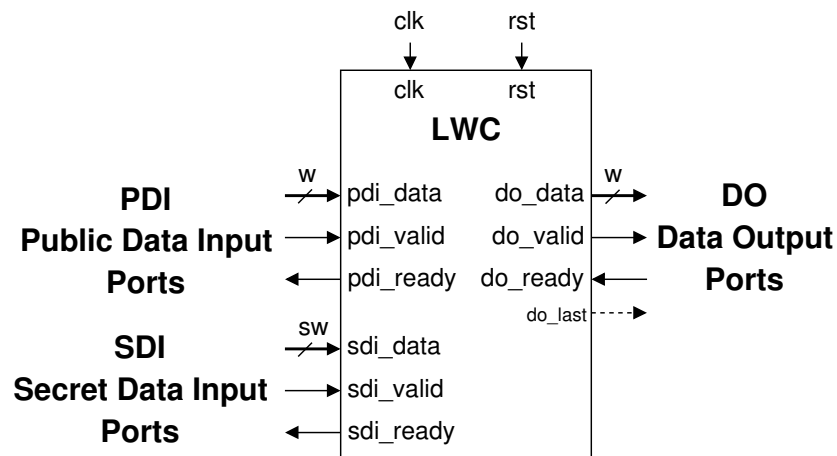 clk rst
clk rst
LWC
w
PDI
Public Data Input
Ports
pdi_data
pdi_valid
pdi_ready
sw
SDI
Secret Data Input
Ports
sdi_data
sdi_valid
sdi_ready
do_data
do_valid
do_ready
do_last
w
DO
Data Output
Ports